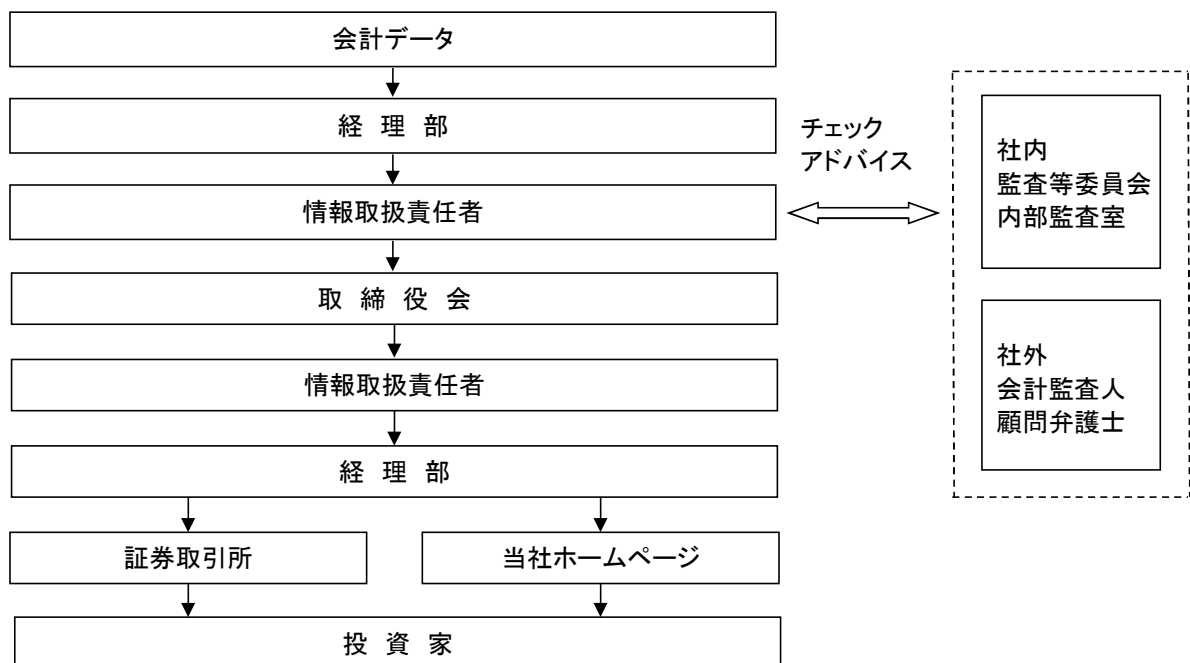 会計データ
経 理 部
チェック
アドバイス
情報取扱責任者
社内
監査等委員会
内部監査室
取 締 役 会
情報取扱責任者
社外
会計監査人
顧問弁護士
経 理 部
証券取引所
当社ホームページ
投 資 家